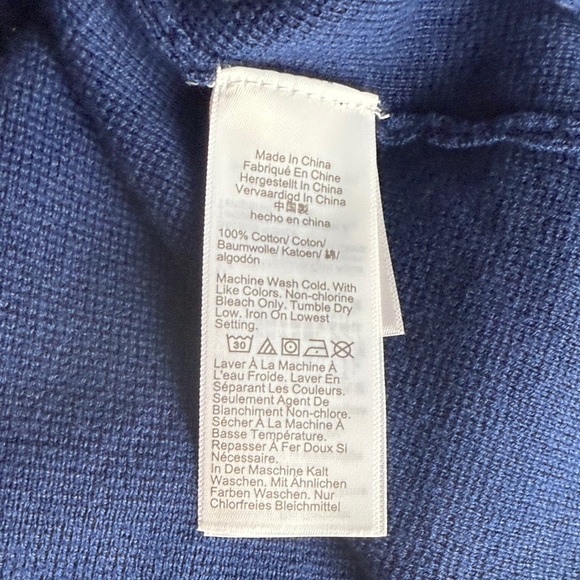 Made In China
Fabriqué En Chine
Hergestellt In China
Vervaardigd In China
中国製
hecho en china
100% Cotton/ Coton/
Baumwolle/ Katoen/ 綿/
algodón
Machine Wash Cold. With
Like Colors. Non-chlorine
Bleach Only. Tumble Dry
Low. Iron On Lowest
Setting.
30
Laver À La Machine À
L'eau Froide. Laver En
Séparant Les Couleurs.
Seulement Agent De
Blanchiment Non-chlore.
Sécher À La Machine À
Basse Température.
Repasser À Fer Doux Si
Nécessaire.
In Der Maschine Kalt
Waschen. Mit Ähnlichen
Farben Waschen. Nur
Chlorfreies Bleichmittel